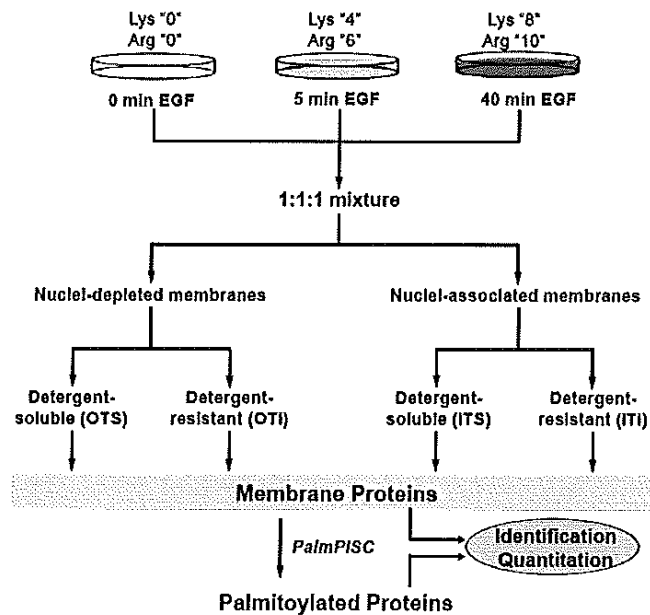 Lys "0"
Arg "0"
Lys "4"
Arg "6"
Lys "8"
Arg "10"
0 min EGF
5 min EGF
40 min EGF
1:1:1 mixture
Nuclei-depleted membranes
Nuclei-associated membranes
Detergent-
soluble (OTS)
Detergent-
resistant (OTI)
Detergent-
soluble (ITS)
Detergent-
resistant (ITI)
Membrane Proteins
PalmPISC
Identification
Quantitation
Palmitoylated Proteins